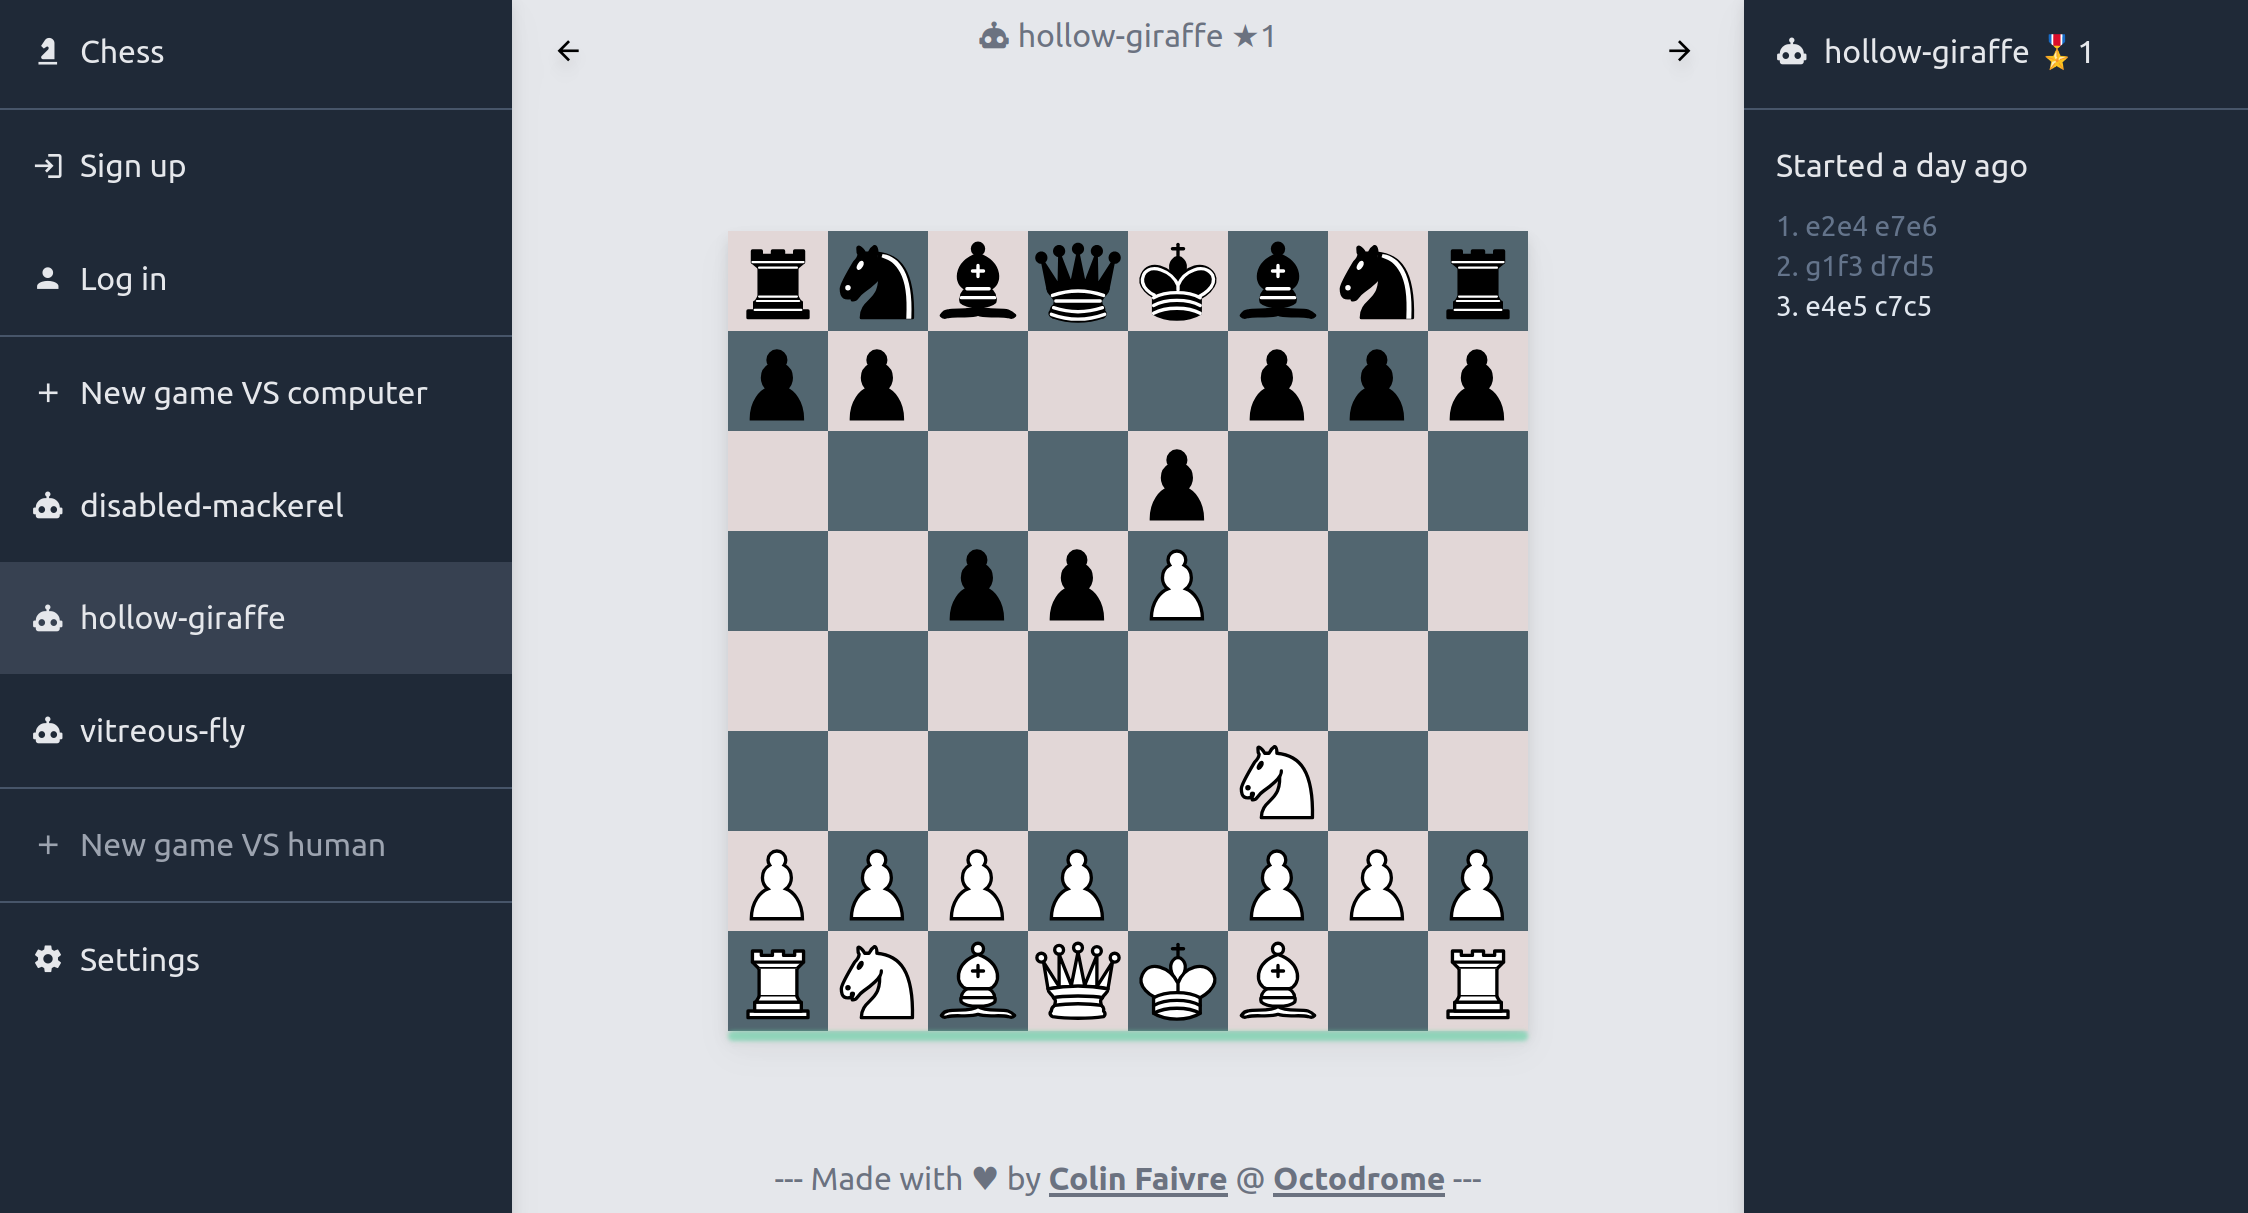 Chess
Sign up
Log in
New game VS computer
disabled-mackerel
hollow-giraffe
vitreous-fly
New game VS human
Settings
hollow-giraffe ★1
--- Made with ♥ by Colin Faivre @ Octodrome ---
hollow-giraffe 🎖️1
Started a day ago
1. e2e4 e7e6
2. g1f3 d7d5
3. e4e5 c7c5